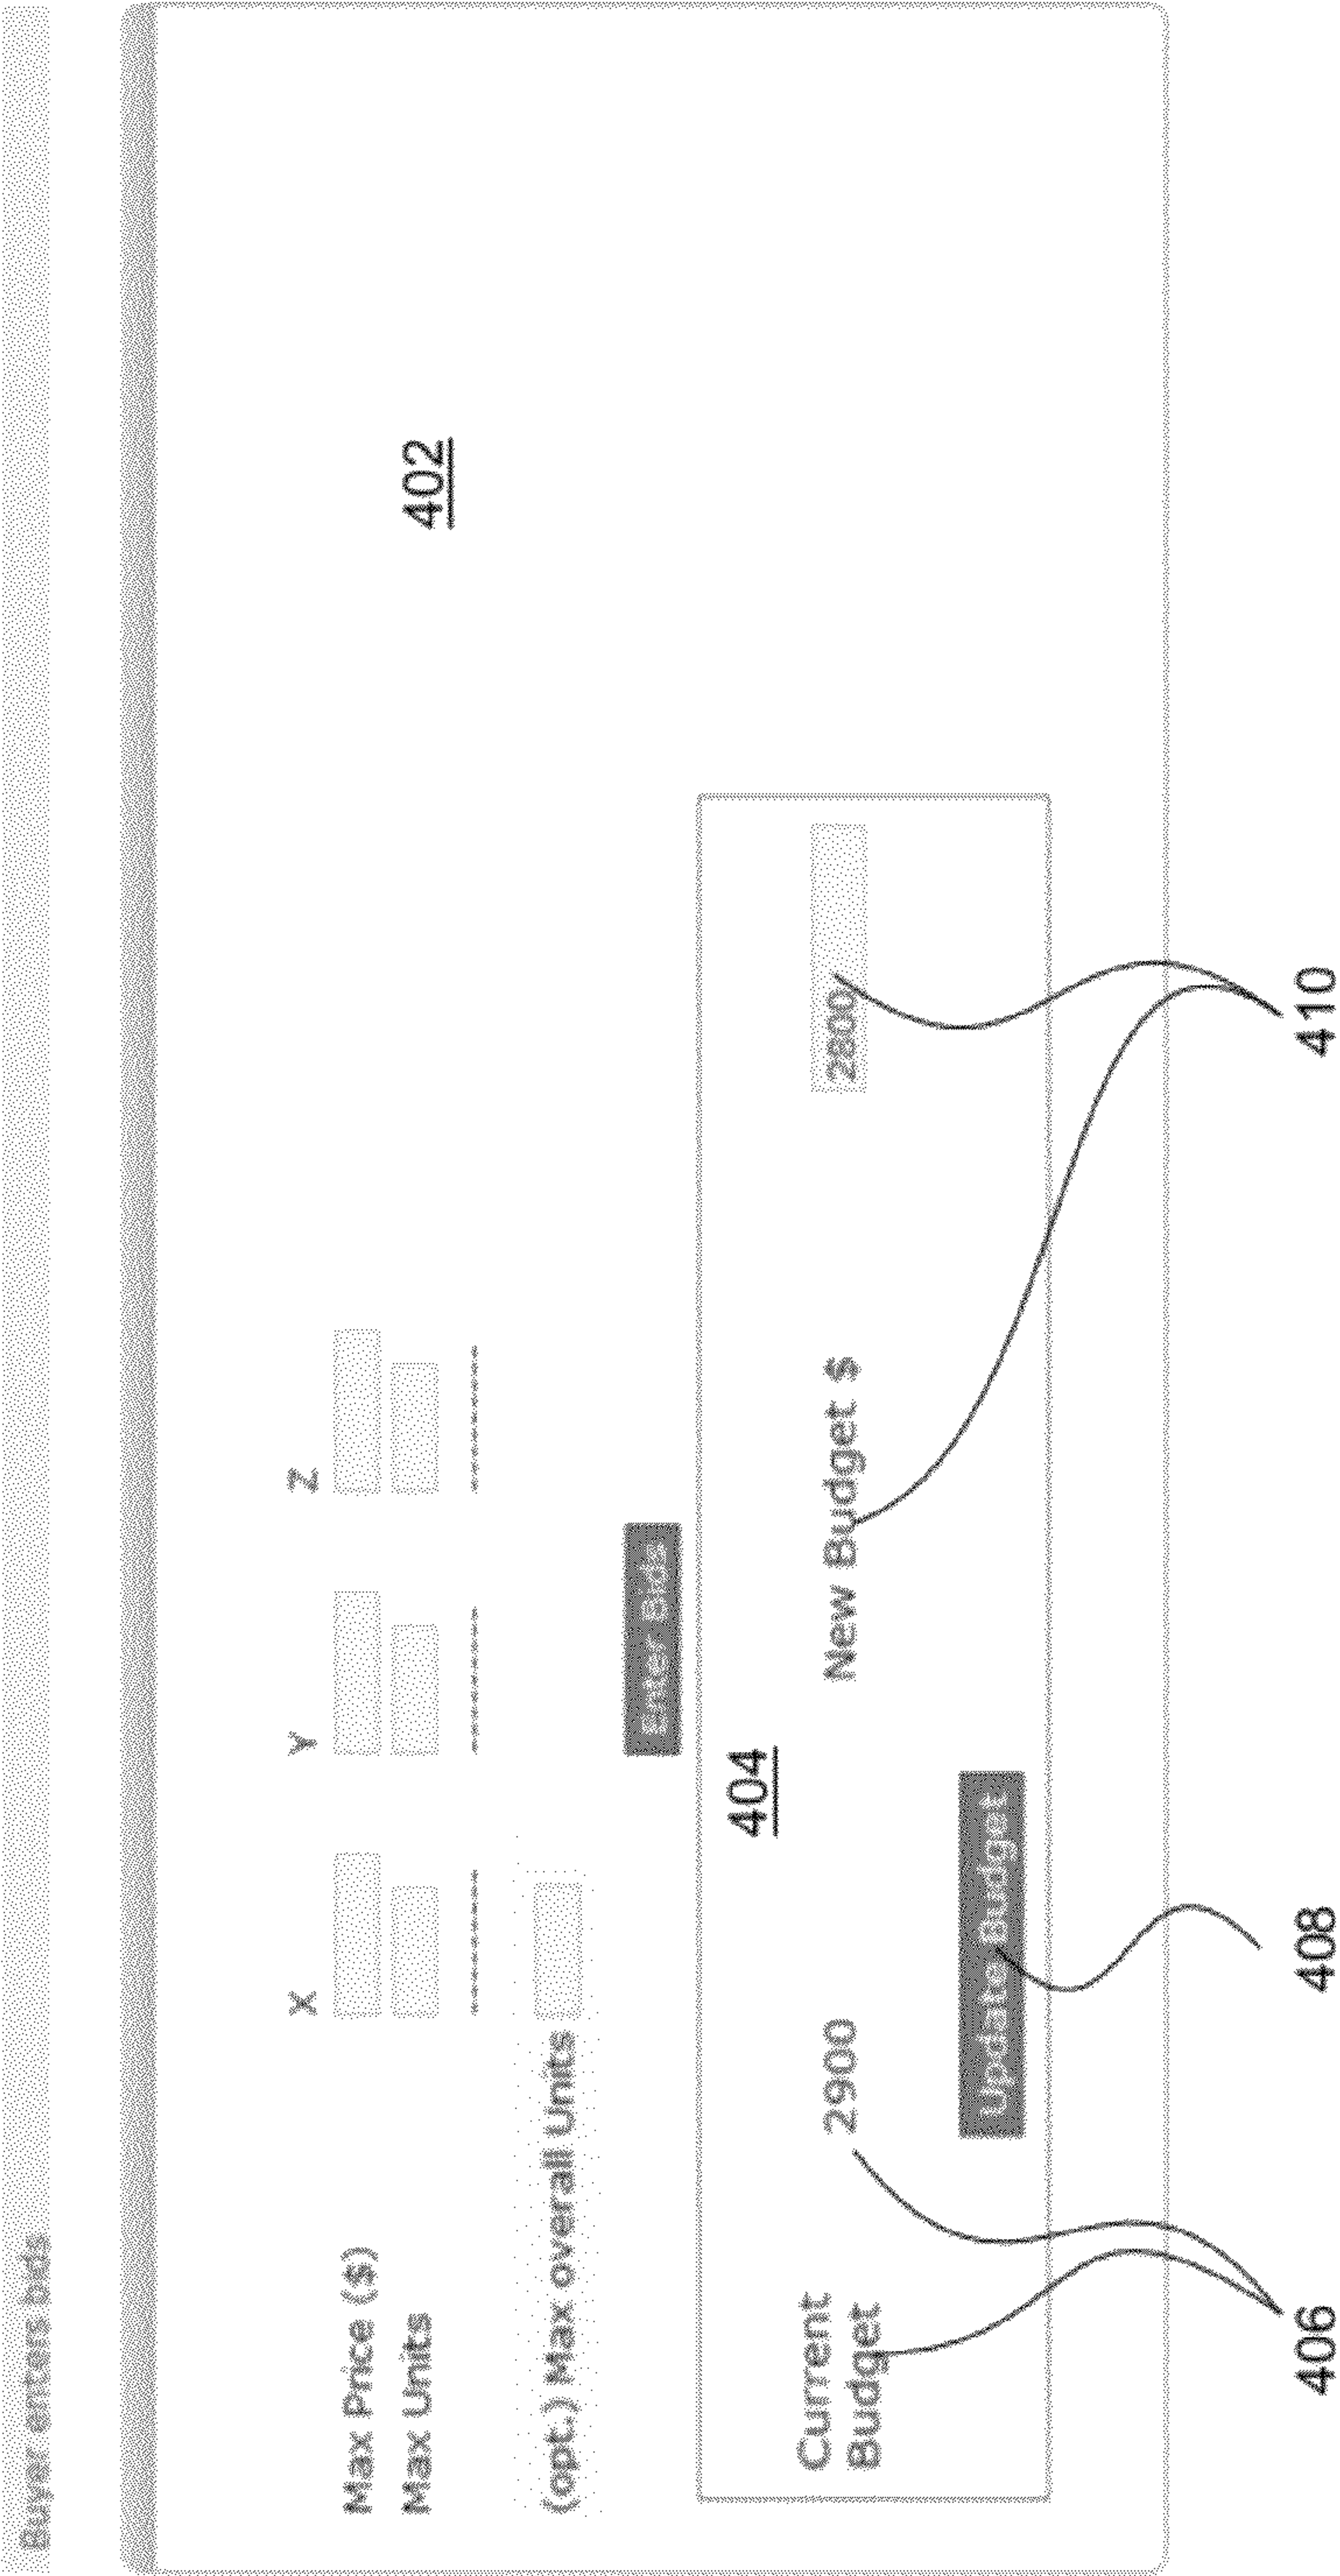 Buyer enters bds
X Y Z
Max Price ($)
Max Units
402
(opt.) Max overall Units
Enter Bids
404
Current
Budget
2900
New Budget $
2800
Update Budget
406
408
410